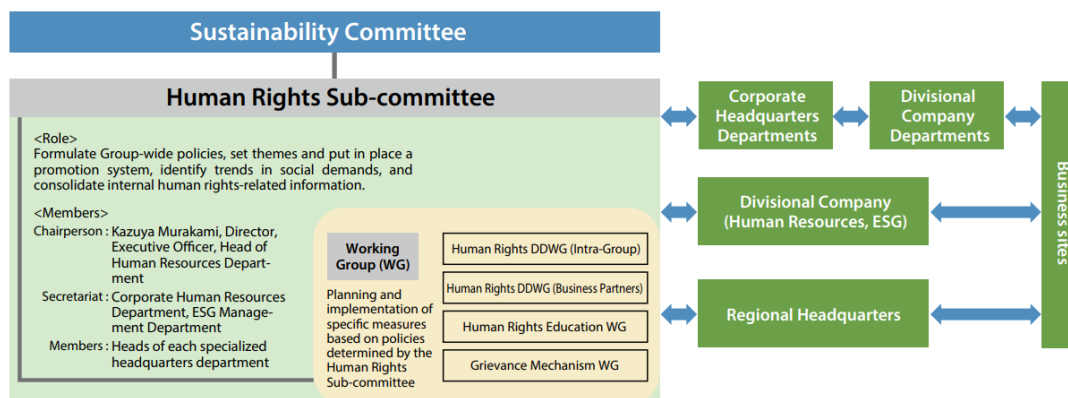 Sustainability Committee
Human Rights Sub-committee
<Role>
Formulate Group-wide policies, set themes and put in place a
promotion system, identify trends in social demands, and
consolidate internal human rights-related information.
<Members>
Chairperson : Kazuya Murakami, Director,
Executive Officer, Head of
Human Resources Depart-
ment
Secretariat : Corporate Human Resources
Department, ESG Manage-
ment Department
Members : Heads of each specialized
headquarters department
Working
Group (WG)
Planning and
implementation of
specific measures
based on policies
determined by the
Human Rights
Sub-committee
Human Rights DDWG (Intra-Group)
Human Rights DDWG (Business Partners)
Human Rights Education WG
Grievance Mechanism WG
Corporate
Headquarters
Departments
Divisional
Company
Departments
Divisional Company
(Human Resources, ESG)
Regional Headquarters
Business sites